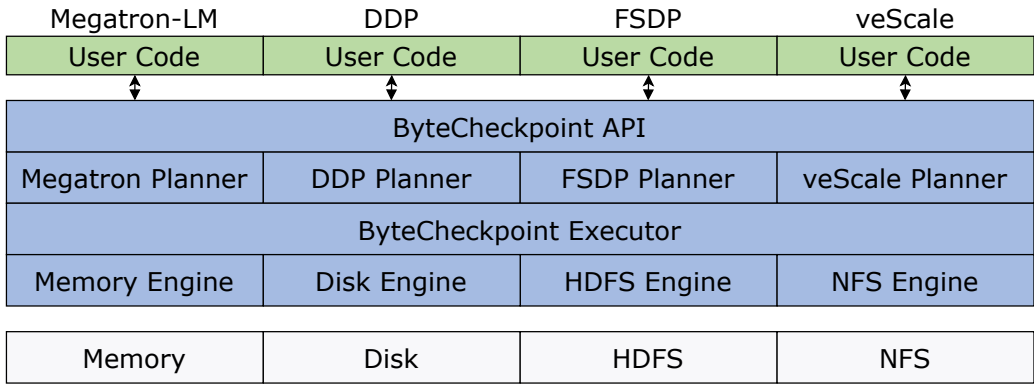 Megatron-LM DDP FSDP veScale
User Code User Code User Code User Code
ByteCheckpoint API
Megatron Planner DDP Planner FSDP Planner veScale Planner
ByteCheckpoint Executor
Memory Engine Disk Engine HDFS Engine NFS Engine
Memory Disk HDFS NFS